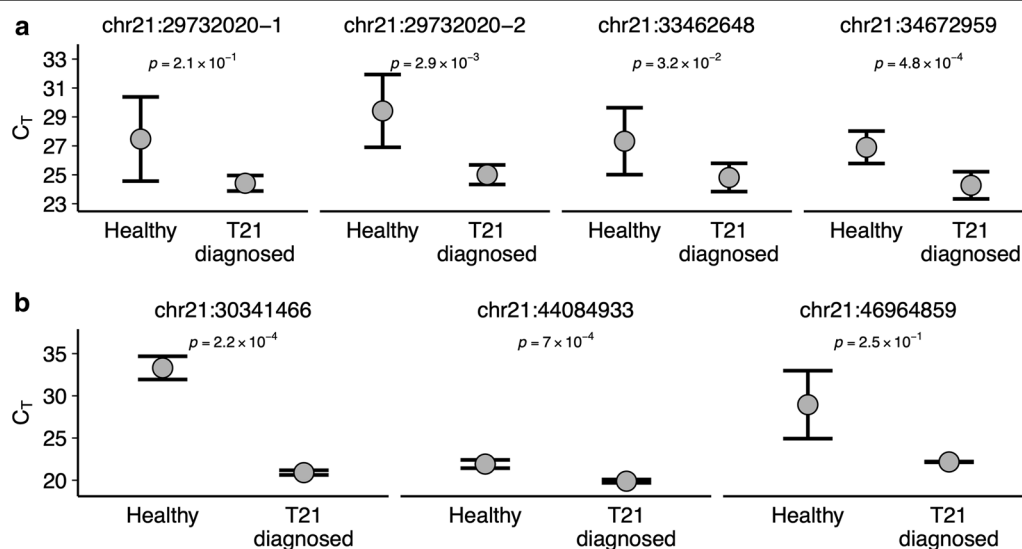 a
chr21:29732020−1
chr21:29732020−2
chr21:33462648
chr21:34672959
p = 2.1 × 10⁻¹
p = 2.9 × 10⁻³
p = 3.2 × 10⁻²
p = 4.8 × 10⁻⁴
33
31
29
27
25
23
C_T
Healthy
T21
diagnosed
Healthy
T21
diagnosed
Healthy
T21
diagnosed
Healthy
T21
diagnosed
b
chr21:30341466
chr21:44084933
chr21:46964859
p = 2.2 × 10⁻⁴
p = 7 × 10⁻⁴
p = 2.5 × 10⁻¹
35
30
25
20
C_T
Healthy
T21
diagnosed
Healthy
T21
diagnosed
Healthy
T21
diagnosed